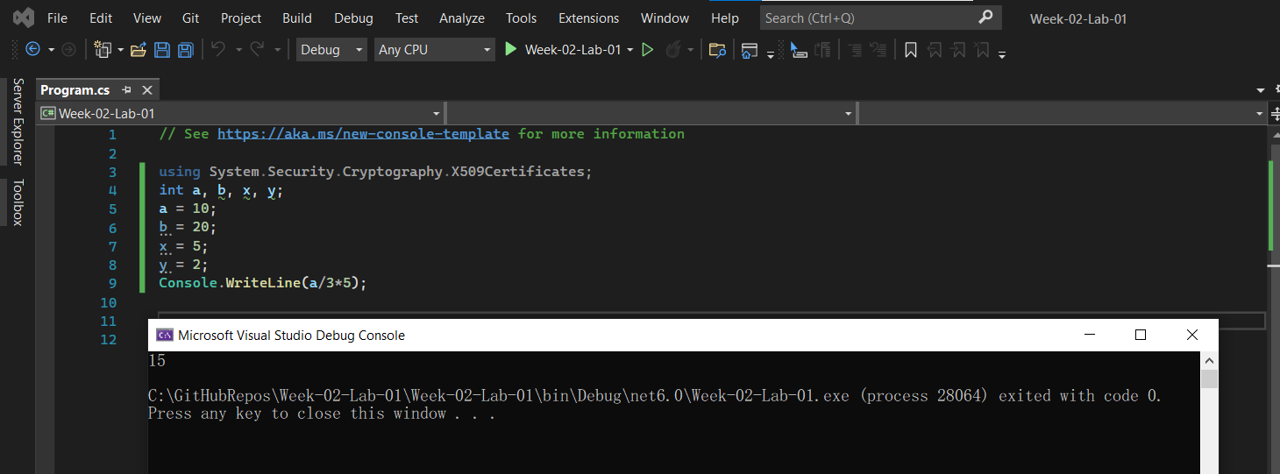 File Edit View Git Project Build Debug Test Analyze Tools Extensions Window Help Search (Ctrl+Q) Week-02-Lab-01
Debug Any CPU Week-02-Lab-01
Server Explorer
Toolbox
Program.cs
C# Week-02-Lab-01
1 // See https://aka.ms/new-console-template for more information
2
3 using System.Security.Cryptography.X509Certificates;
4 int a, b, x, y;
5 a = 10;
6 b = 20;
7 x = 5;
8 y = 2;
9 Console.WriteLine(a/3*5);
10
11
12
C:\ Microsoft Visual Studio Debug Console
15
C:\GitHubRepos\Week-02-Lab-01\Week-02-Lab-01\bin\Debug\net6.0\Week-02-Lab-01.exe (process 28064) exited with code 0.
Press any key to close this window . . .